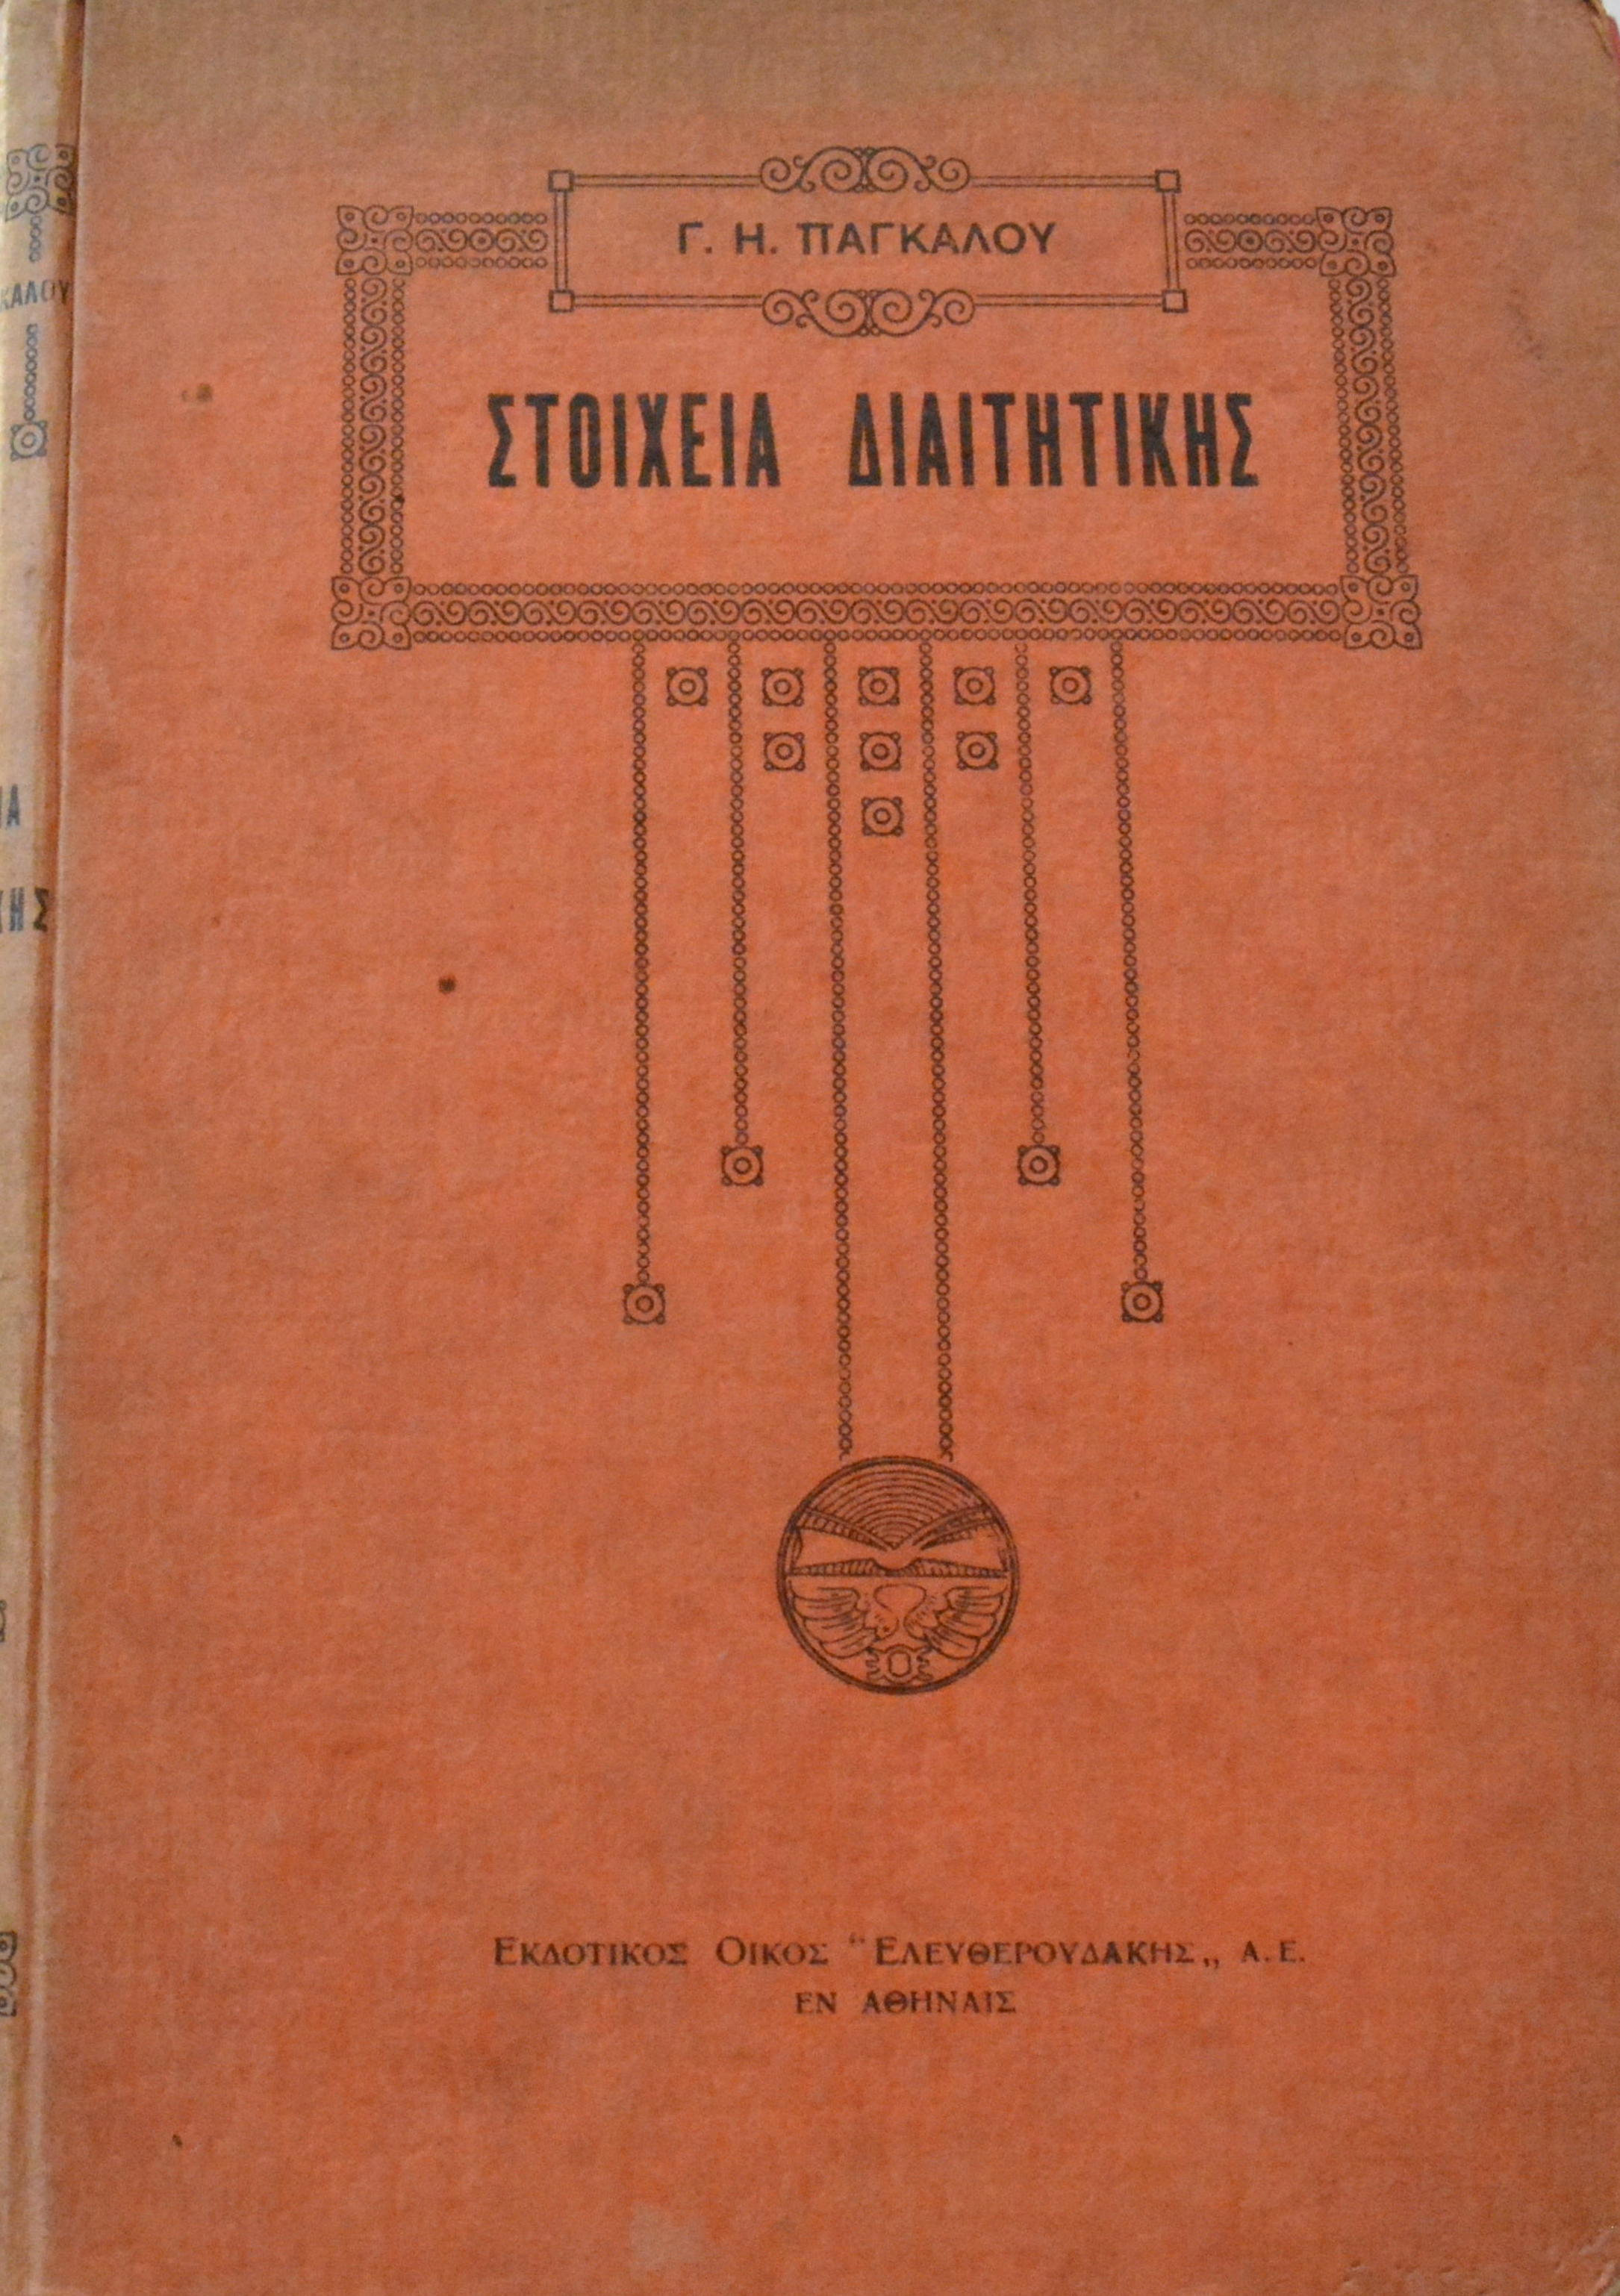 Γ. Η. ΠΑΓΚΑΛΟΥ
ΣΤΟΙΧΕΙΑ ΔΙΑΙΤΗΤΙΚΗΣ
ΕΚΔΟΤΙΚΟΣ ΟΙΚΟΣ “ΕΛΕΥΘΕΡΟΥΔΑΚΗΣ„ Α.Ε.
ΕΝ ΑΘΗΝΑΙΣ